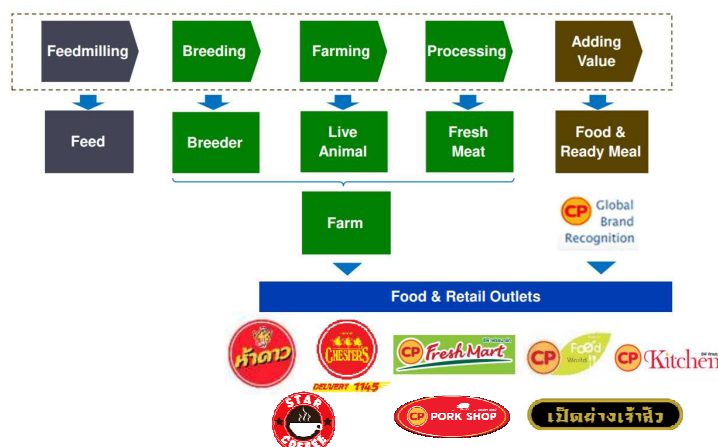 Feedmilling
Breeding
Farming
Processing
Adding
Value
Feed
Breeder
Live
Animal
Fresh
Meat
Food &
Ready Meal
Farm
CP Global
Brand
Recognition
Food & Retail Outlets
ห้าดาว
CHESTER'S
DELIVERY 1145
CP Fresh Mart
CP Food
World
CP Kitchen
STAR
COFFEE
CP PORK SHOP
เป็ดย่างเจ้าสัว